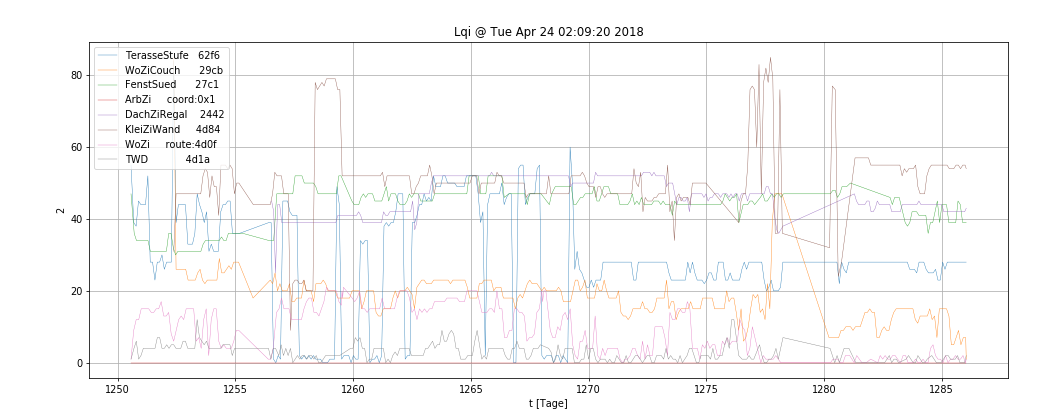 Lqi @ Tue Apr 24 02:09:20 2018
80
60
40
20
0
2
TerasseStufe 62f6
WoZiCouch 29cb
FenstSued 27c1
ArbZi coord:0x1
DachZiRegal 2442
KleiZiWand 4d84
WoZi route:4d0f
TWD 4d1a
1250 1255 1260 1265 1270 1275 1280 1285
t [Tage]